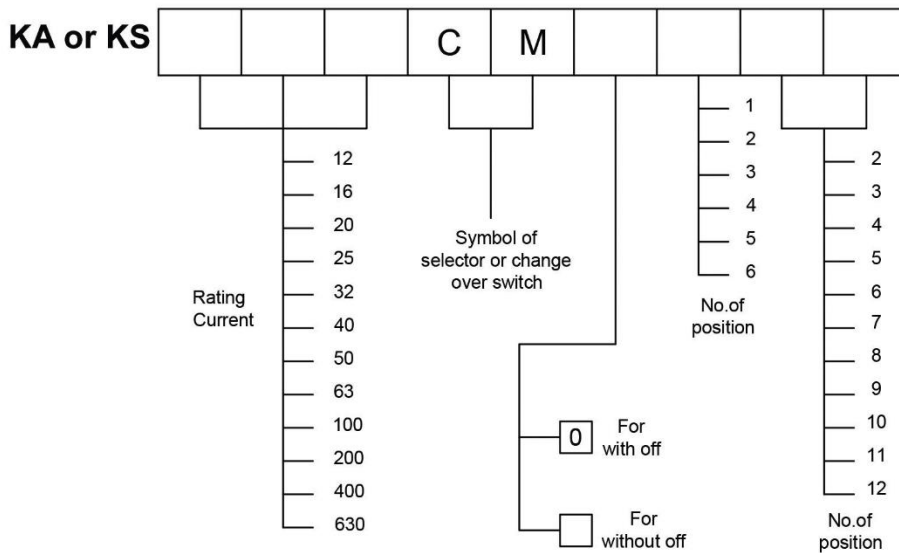 KA or KS
C
M
12
16
20
25
32
40
50
63
100
200
400
630
Rating
Current
Symbol of
selector or change
over switch
0
For
with off
For
without off
1
2
3
4
5
6
No.of
position
2
3
4
5
6
7
8
9
10
11
12
No.of
position